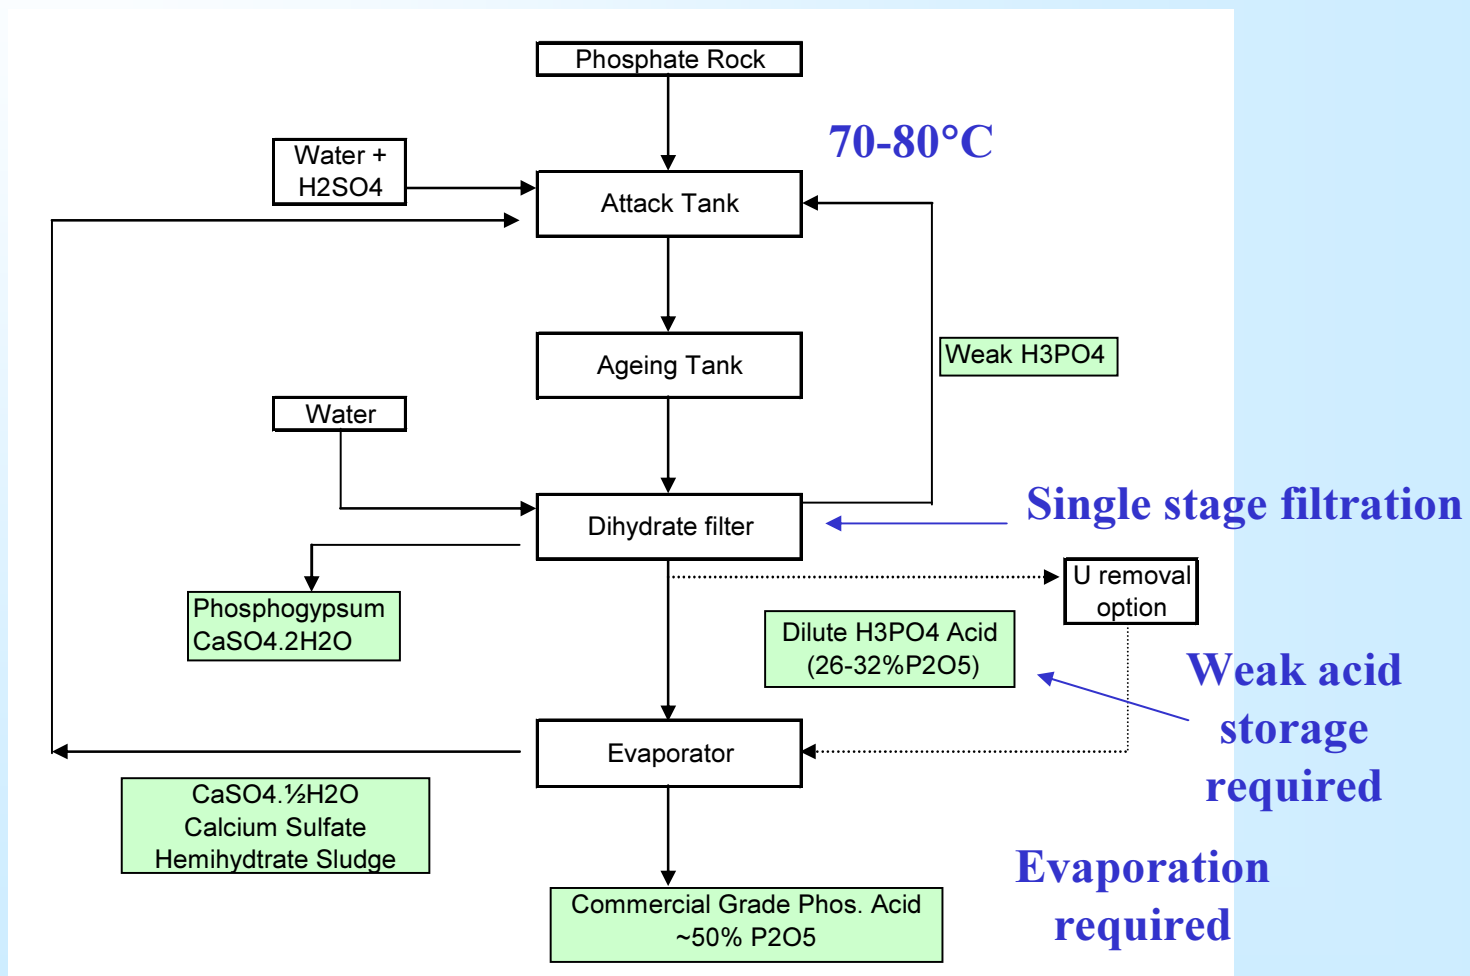 Phosphate Rock
70-80°C
Water +
H2SO4
Attack Tank
Weak H3PO4
Ageing Tank
Water
Single stage filtration
Dihydrate filter
U removal
option
Phosphogypsum
CaSO4.2H2O
Dilute H3PO4 Acid
(26-32%P2O5)
Weak acid
storage
required
Evaporator
CaSO4.½H2O
Calcium Sulfate
Hemihydtrate Sludge
Evaporation
required
Commercial Grade Phos. Acid
~50% P2O5